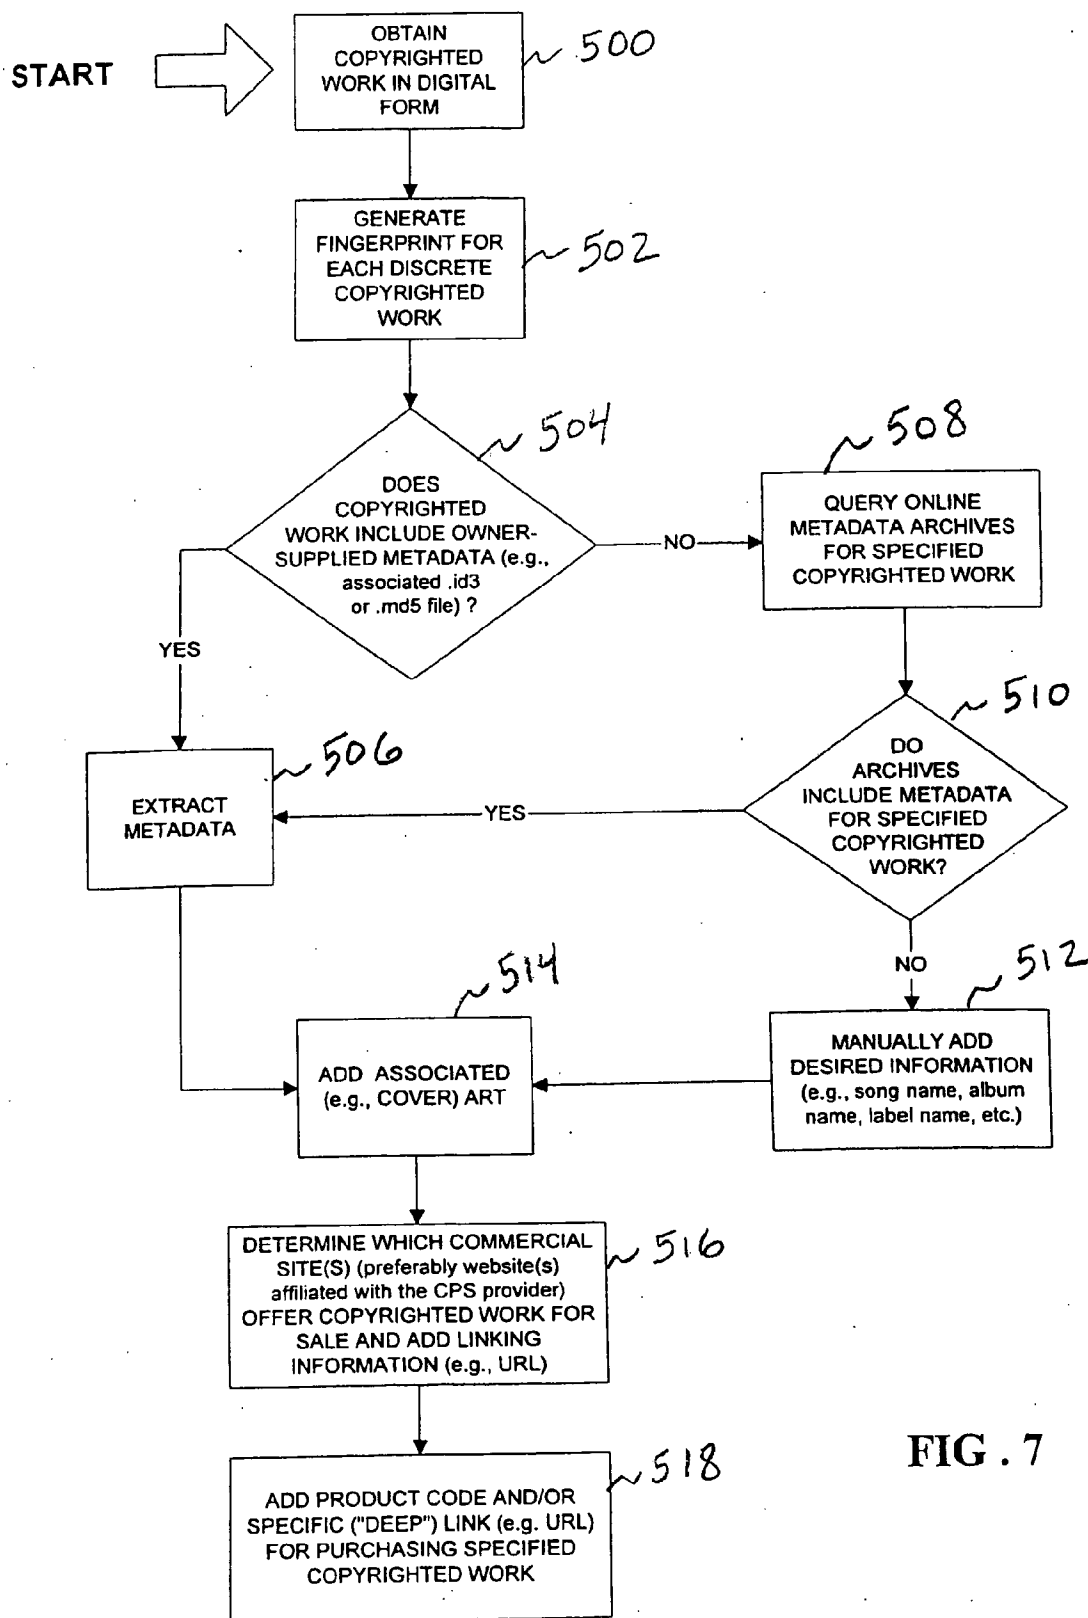 START
OBTAIN
COPYRIGHTED
WORK IN DIGITAL
FORM
500
GENERATE
FINGERPRINT FOR
EACH DISCRETE
COPYRIGHTED
WORK
502
DOES
COPYRIGHTED
WORK INCLUDE OWNER-
SUPPLIED METADATA (e.g.,
associated .id3
or .md5 file) ?
504
NO
QUERY ONLINE
METADATA ARCHIVES
FOR SPECIFIED
COPYRIGHTED WORK
508
YES
EXTRACT
METADATA
506
YES
DO
ARCHIVES
INCLUDE METADATA
FOR SPECIFIED
COPYRIGHTED
WORK?
510
NO
MANUALLY ADD
DESIRED INFORMATION
(e.g., song name, album
name, label name, etc.)
512
ADD ASSOCIATED
(e.g., COVER) ART
514
DETERMINE WHICH COMMERCIAL
SITE(S) (preferably website(s)
affiliated with the CPS provider)
OFFER COPYRIGHTED WORK FOR
SALE AND ADD LINKING
INFORMATION (e.g., URL)
516
ADD PRODUCT CODE AND/OR
SPECIFIC ("DEEP") LINK (e.g. URL)
FOR PURCHASING SPECIFIED
COPYRIGHTED WORK
518
FIG . 7